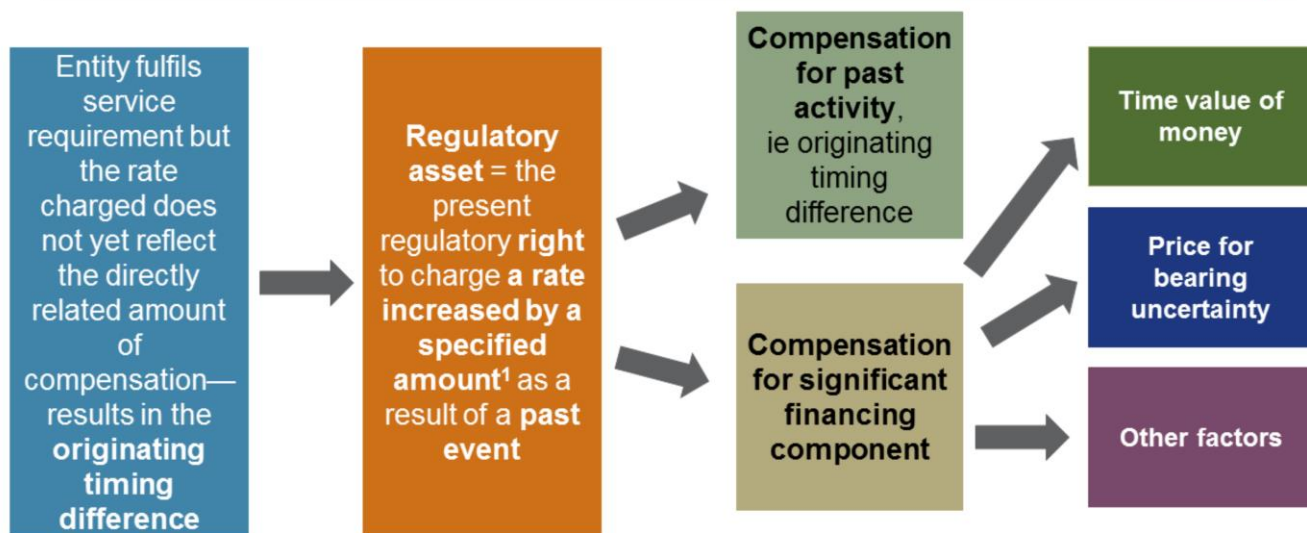 Entity fulfils
service
requirement but
the rate
charged does
not yet reflect
the directly
related amount
of
compensation—
results in the
originating
timing
difference
Regulatory
asset = the
present
regulatory right
to charge a rate
increased by a
specified
amount¹ as a
result of a past
event
Compensation
for past
activity,
ie originating
timing
difference
Compensation
for significant
financing
component
Time value of
money
Price for
bearing
uncertainty
Other factors